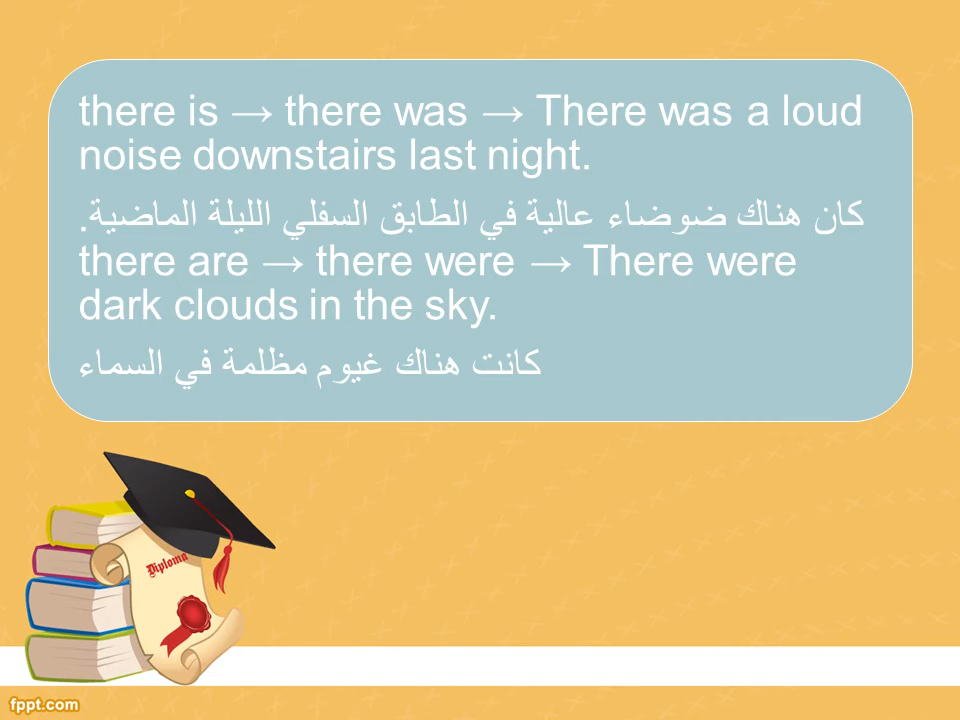 there is → there was → There was a loud
noise downstairs last night.
كان هناك ضوضاء عالية في الطابق السفلي الليلة الماضية.
there are → there were → There were
dark clouds in the sky.
كانت هناك غيوم مظلمة في السماء
Diploma
fppt.com